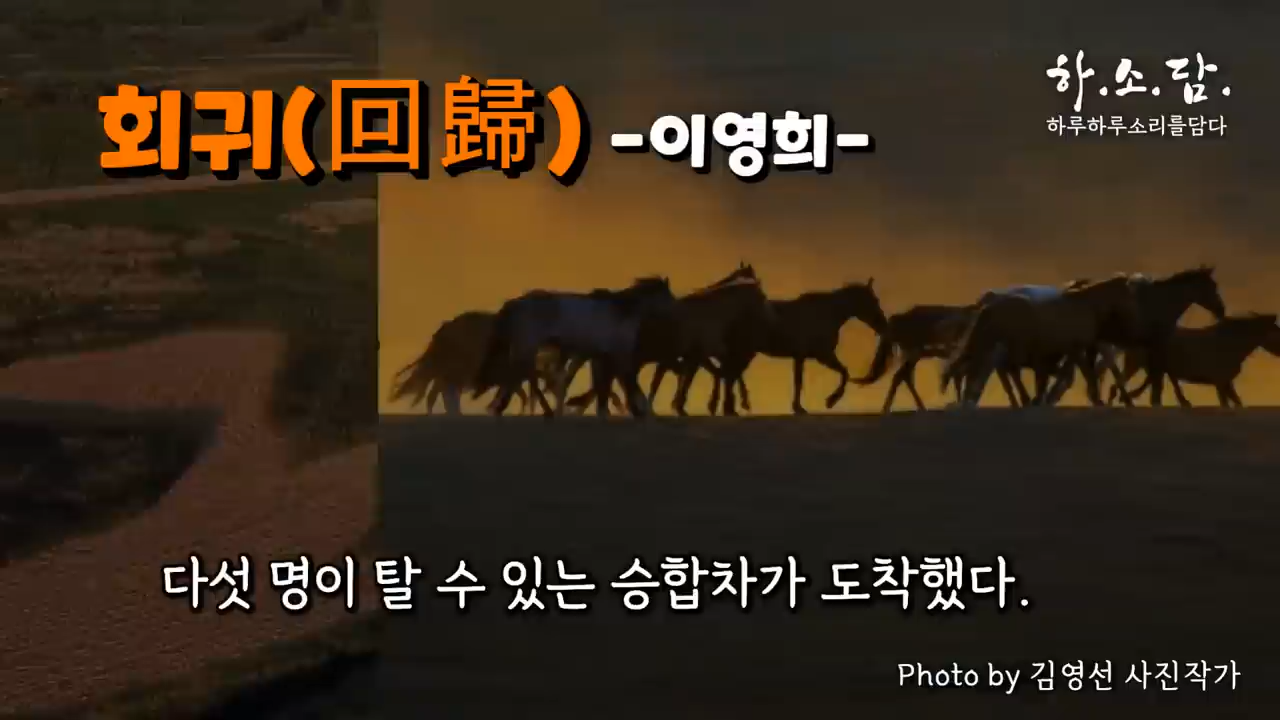 회귀(回歸) -이영희-
하.소.담.
하루하루소리를담다
다섯 명이 탈 수 있는 승합차가 도착했다.
Photo by 김영선 사진작가